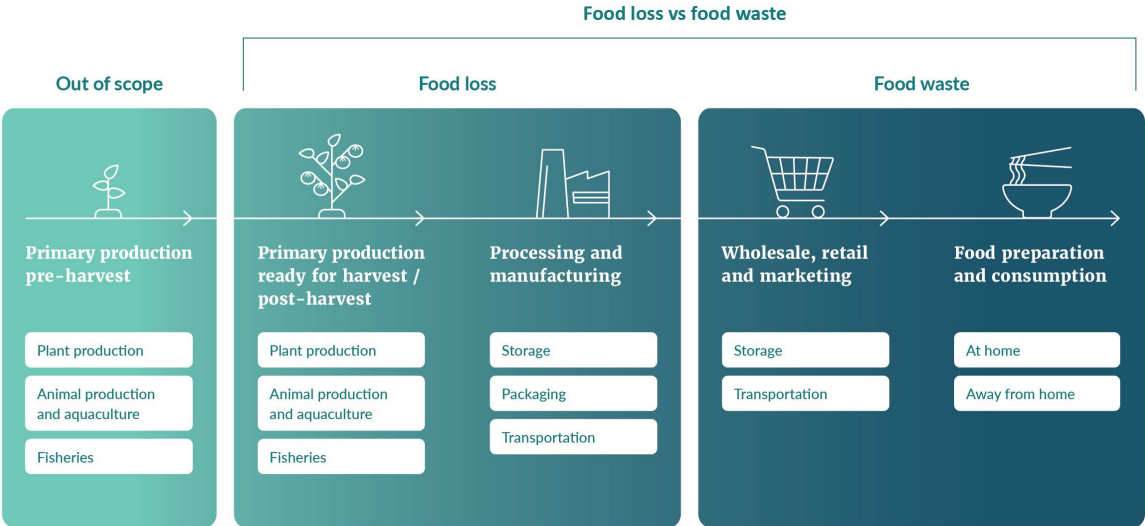 Food loss vs food waste
Out of scope
Food loss
Food waste
Primary production
pre-harvest
Plant production
Animal production
and aquaculture
Fisheries
Primary production
ready for harvest /
post-harvest
Plant production
Animal production
and aquaculture
Fisheries
Processing and
manufacturing
Storage
Packaging
Transportation
Wholesale, retail
and marketing
Storage
Transportation
Food preparation
and consumption
At home
Away from home